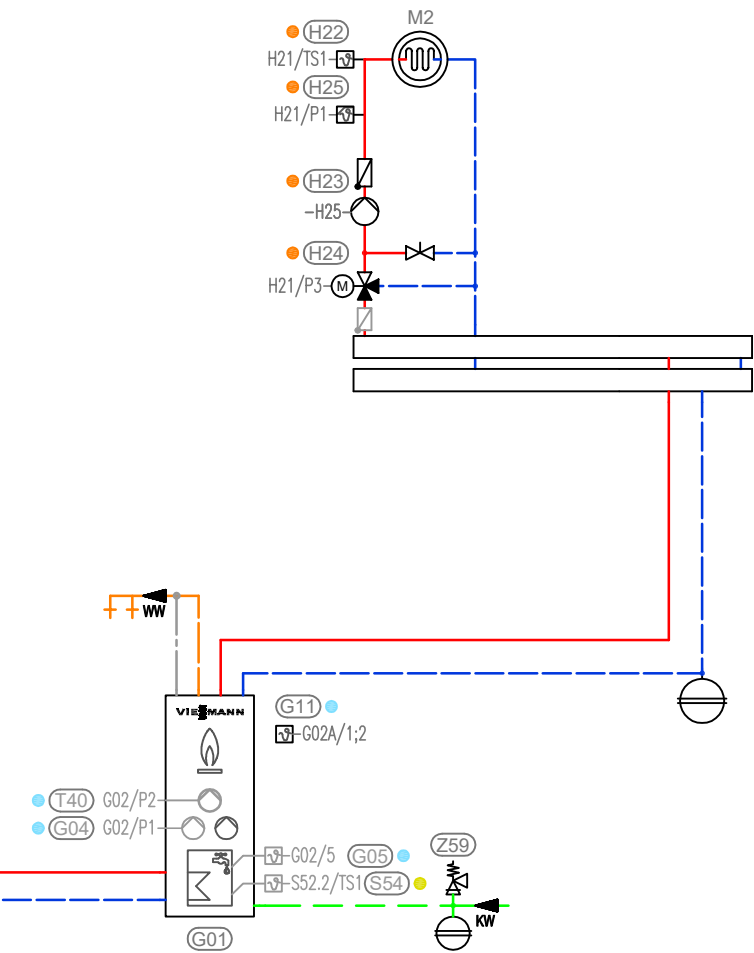 M2
H22
H21/TS1
H25
H21/P1
H23
-H25
H24
H21/P3
M
WW
VIESMANN
G11
G02A/1;2
T40 G02/P2
G04 G02/P1
G02/5 G05
Z59
S52.2/TS1 S54
KW
G01